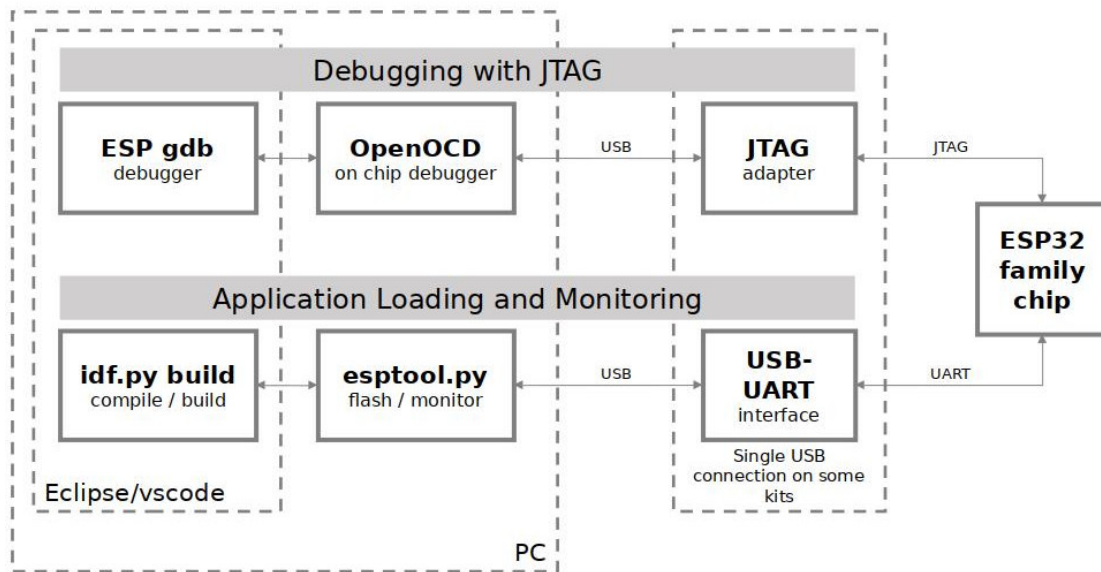 Debugging with JTAG
ESP gdb
debugger
OpenOCD
on chip debugger
USB
JTAG
adapter
JTAG
ESP32
family
chip
Application Loading and Monitoring
idf.py build
compile / build
esptool.py
flash / monitor
USB
USB-
UART
interface
UART
Single USB
connection on some
kits
Eclipse/vscode
PC